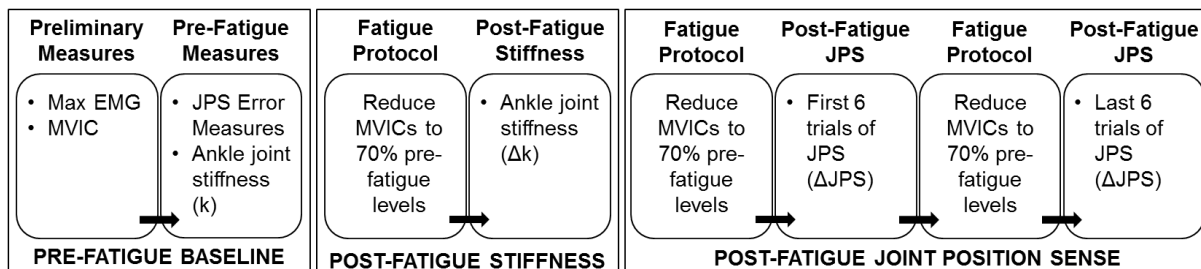 Preliminary
Measures
• Max EMG
• MVIC
Pre-Fatigue
Measures
• JPS Error
Measures
• Ankle joint
stiffness
(k)
PRE-FATIGUE BASELINE
Fatigue
Protocol
Reduce
MVICs to
70% pre-
fatigue
levels
Post-Fatigue
Stiffness
• Ankle joint
stiffness
(Δk)
POST-FATIGUE STIFFNESS
Fatigue
Protocol
Reduce
MVICs to
70% pre-
fatigue
levels
Post-Fatigue
JPS
• First 6
trials of
JPS
(ΔJPS)
Fatigue
Protocol
Reduce
MVICs to
70% pre-
fatigue
levels
Post-Fatigue
JPS
• Last 6
trials of
JPS
(ΔJPS)
POST-FATIGUE JOINT POSITION SENSE